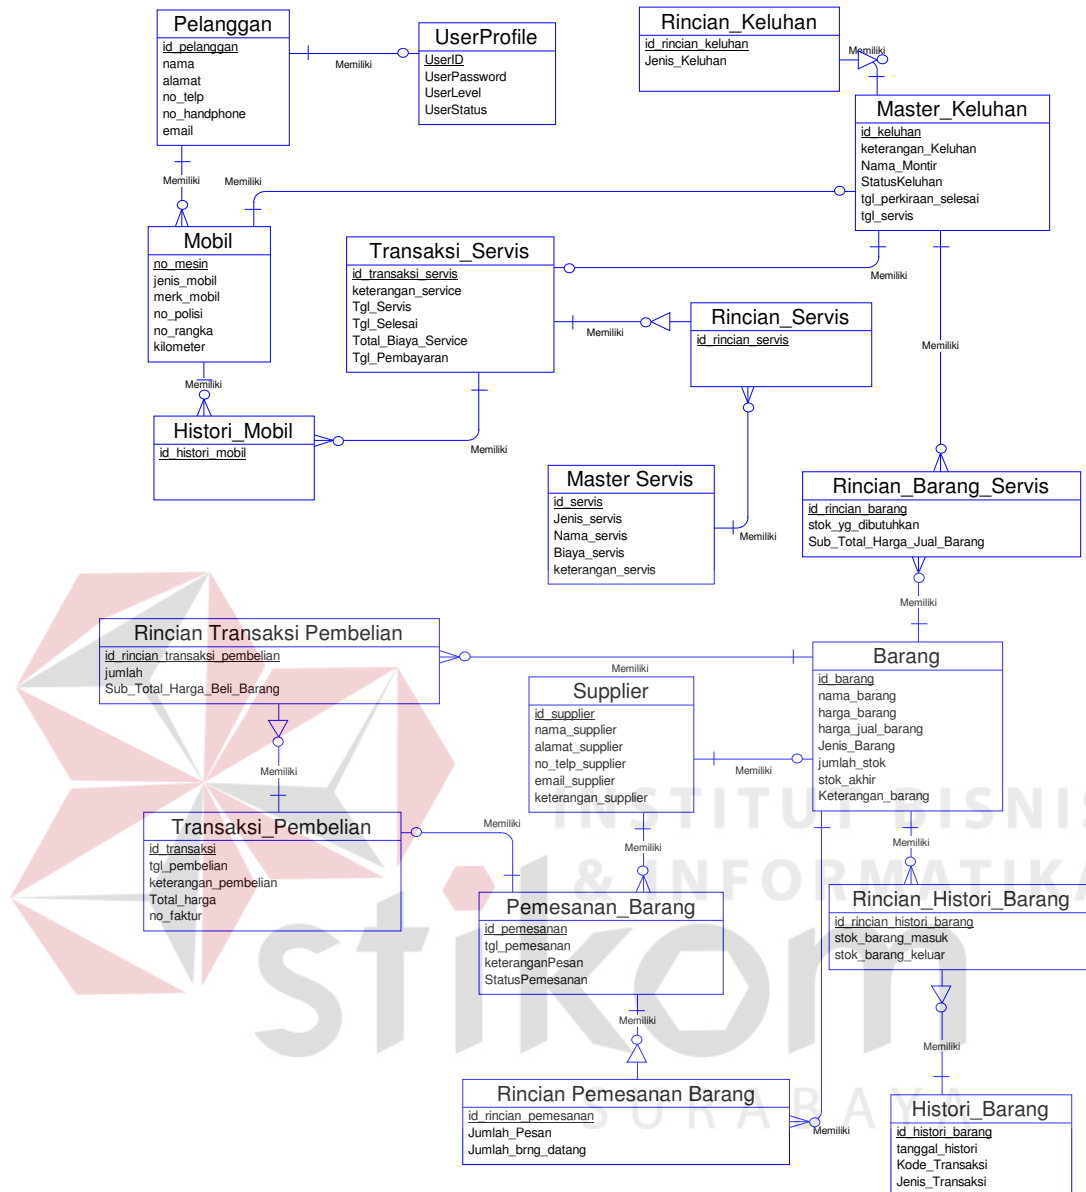 Pelanggan
id_pelanggan
nama
alamat
no_telp
no_handphone
email
Memiliki
UserProfile
UserID
UserPassword
UserLevel
UserStatus
Rincian_Keluhan
id_rincian_keluhan
Jenis_Keluhan
Memiliki
Master_Keluhan
id_keluhan
keterangan_Keluhan
Nama_Montir
StatusKeluhan
tgl_perkiraan_selesai
tgl_servis
Memiliki
Memiliki
Mobil
no_mesin
jenis_mobil
merk_mobil
no_polisi
no_rangka
kilometer
Transaksi_Servis
id_transaksi_servis
keterangan_service
Tgl_Servis
Tgl_Selesai
Total_Biaya_Service
Tgl_Pembayaran
Memiliki
Memiliki
Rincian_Servis
id_rincian_servis
Memiliki
Memiliki
Histori_Mobil
id_histori_mobil
Memiliki
Master Servis
id_servis
Jenis_servis
Nama_servis
Biaya_servis
keterangan_servis
Memiliki
Rincian_Barang_Servis
id_rincian_barang
stok_yg_dibutuhkan
Sub_Total_Harga_Jual_Barang
Memiliki
Rincian Transaksi Pembelian
id_rincian_transaksi_pembelian
jumlah
Sub_Total_Harga_Beli_Barang
Memiliki
Supplier
id_supplier
nama_supplier
alamat_supplier
no_telp_supplier
email_supplier
keterangan_supplier
Memiliki
Barang
id_barang
nama_barang
harga_barang
harga_jual_barang
Jenis_Barang
jumlah_stok
stok_akhir
Keterangan_barang
Memiliki
INSTITUT BISNIS
& INFORMATIKA
stikom
SURABAYA
Transaksi_Pembelian
id_transaksi
tgl_pembelian
keterangan_pembelian
Total_harga
no_faktur
Memiliki
Memiliki
Memiliki
Pemesanan_Barang
id_pemesanan
tgl_pemesanan
keteranganPesan
StatusPemesanan
Rincian_Histori_Barang
id_rincian_histori_barang
stok_barang_masuk
stok_barang_keluar
Memiliki
Memiliki
Rincian Pemesanan Barang
id_rincian_pemesanan
Jumlah_Pesan
Jumlah_brng_datang
Memiliki
Histori_Barang
id_histori_barang
tanggal_histori
Kode_Transaksi
Jenis_Transaksi